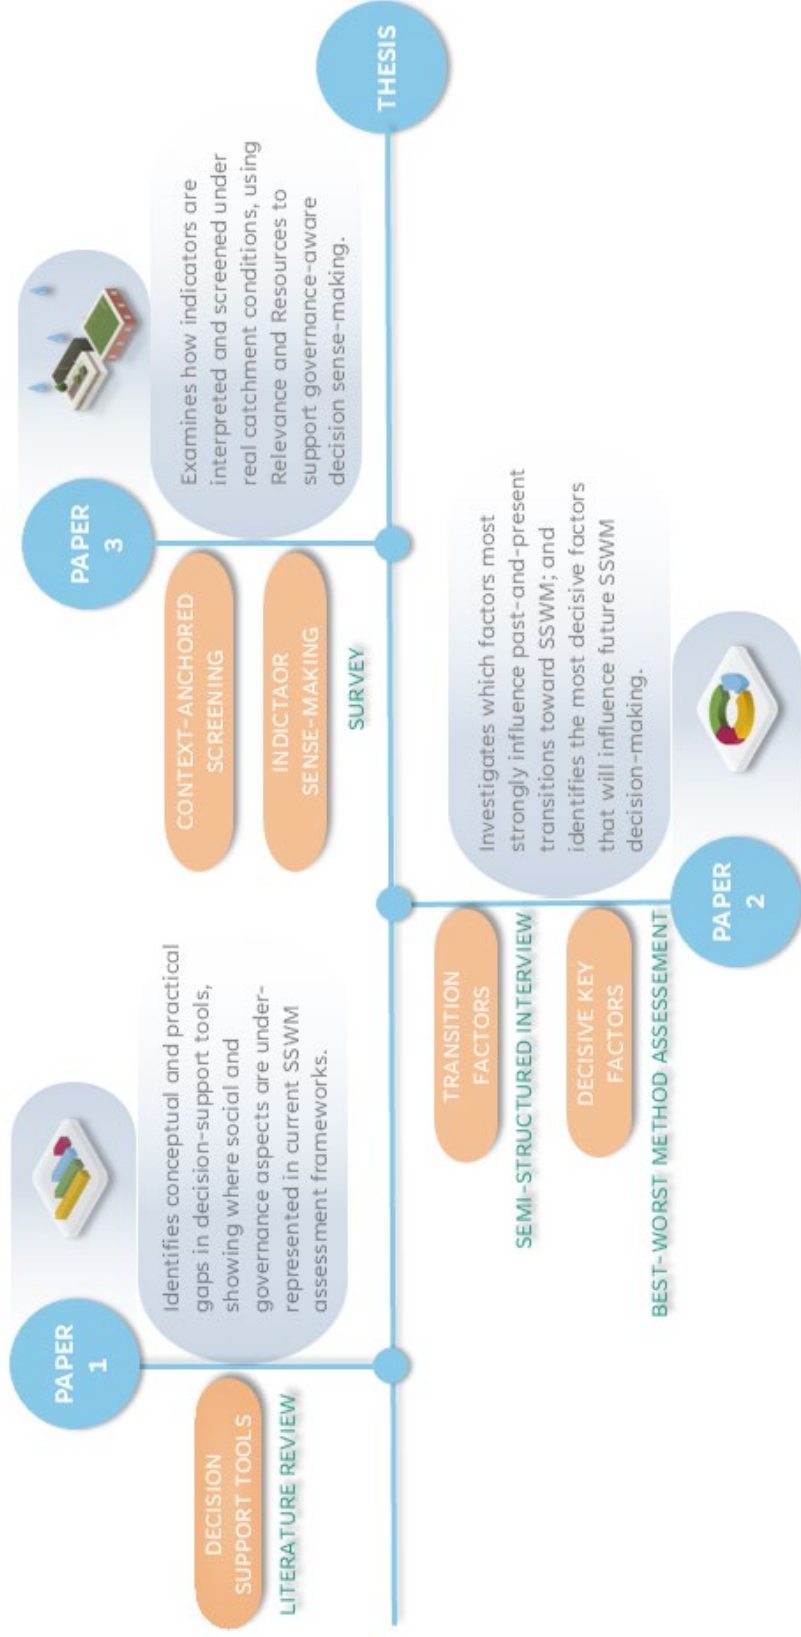 PAPER
1
Identifies conceptual and practical
gaps in decision-support tools,
showing where social and
governance aspects are under-
represented in current SSWM
assessment frameworks.
DECISION
SUPPORT TOOLS
LITERATURE REVIEW
TRANSITION
FACTORS
SEMI-STRUCTURED INTERVIEW
DECISIVE KEY
FACTORS
BEST-WORST METHOD ASSESSEMENT
Investigates which factors most
strongly influence past-and-present
transitions toward SSWM; and
identifies the most decisive factors
that will influence future SSWM
decision-making.
PAPER
2
PAPER
3
Examines how indicators are
interpreted and screened under
real catchment conditions, using
Relevance and Resources to
support governance-aware
decision sense-making.
CONTEXT-ANCHORED
SCREENING
INDICTAOR
SENSE-MAKING
SURVEY
THESIS